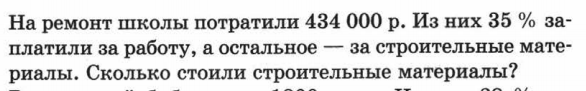 На ремонт школы потратили 434 000 р. Из них 35 % за-
платили за работу, а остальное — за строительные мате-
риалы. Сколько стоили строительные материалы?